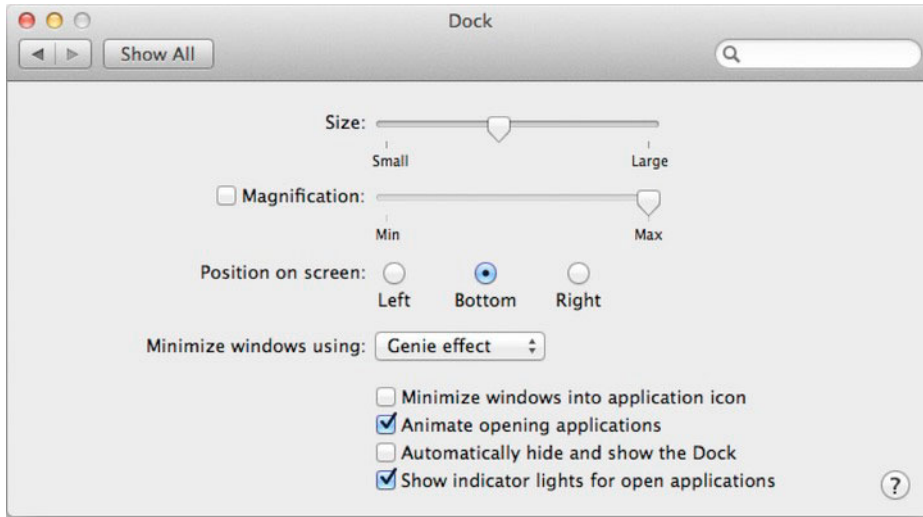 Dock
Show All
Size:
Small Large
Magnification:
Min Max
Position on screen:
Left Bottom Right
Minimize windows using: Genie effect
Minimize windows into application icon
Animate opening applications
Automatically hide and show the Dock
Show indicator lights for open applications
?